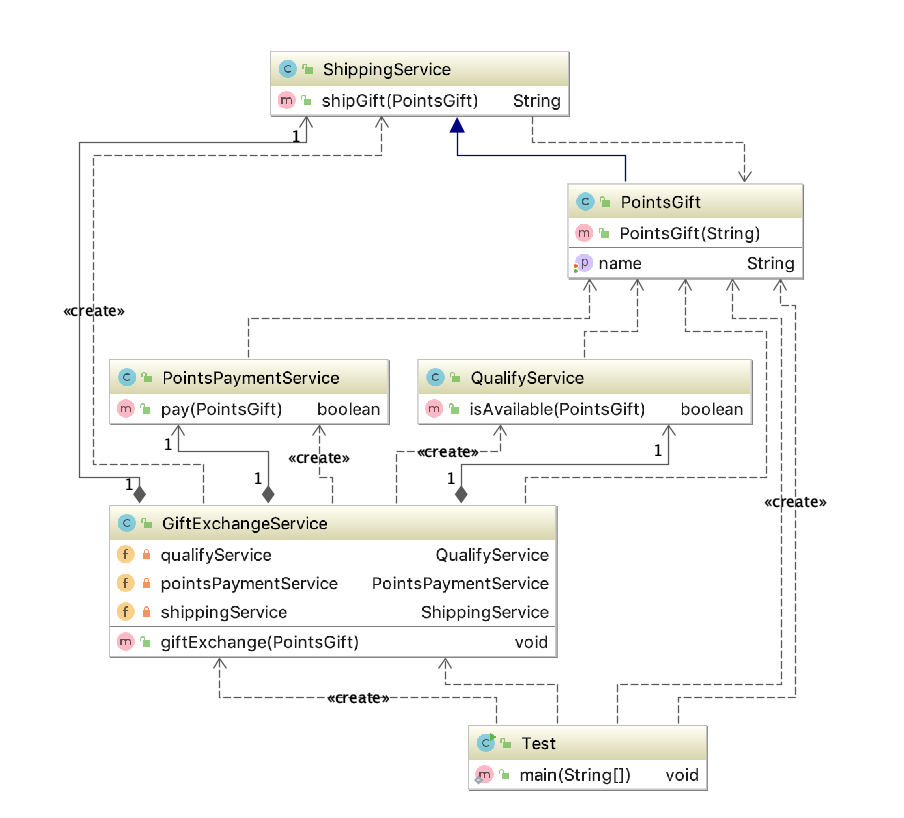 ShippingService
shipGift(PointsGift) String
1
PointsGift
PointsGift(String)
name String
«create»
PointsPaymentService
pay(PointsGift) boolean
QualifyService
isAvailable(PointsGift) boolean
1
1
«create»
«create»
1
1
1
«create»
GiftExchangeService
qualifyService QualifyService
pointsPaymentService PointsPaymentService
shippingService ShippingService
giftExchange(PointsGift) void
«create»
Test
main(String[]) void